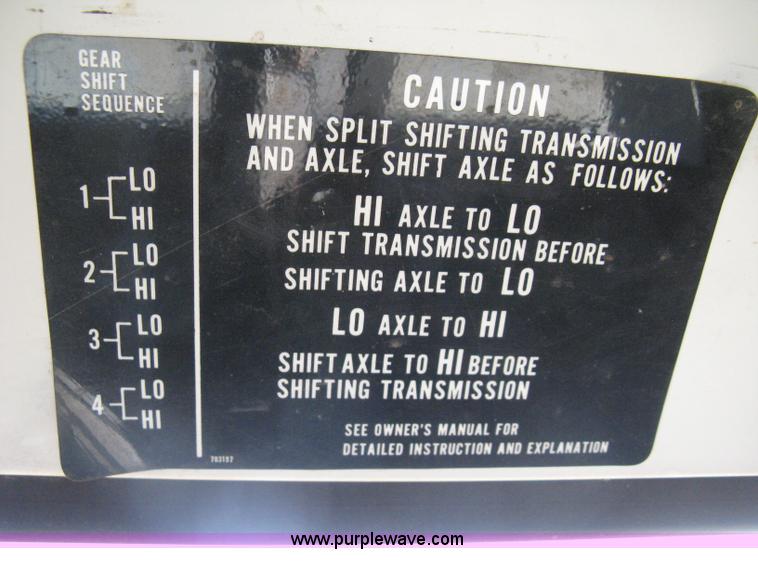 GEAR
SHIFT
SEQUENCE
1 LO
HI
2 LO
HI
3 LO
HI
4 LO
HI
CAUTION
WHEN SPLIT SHIFTING TRANSMISSION
AND AXLE, SHIFT AXLE AS FOLLOWS:
HI AXLE TO LO
SHIFT TRANSMISSION BEFORE
SHIFTING AXLE TO LO
LO AXLE TO HI
SHIFT AXLE TO HI BEFORE
SHIFTING TRANSMISSION
SEE OWNER'S MANUAL FOR
DETAILED INSTRUCTION AND EXPLANATION
703157
www.purplewave.com